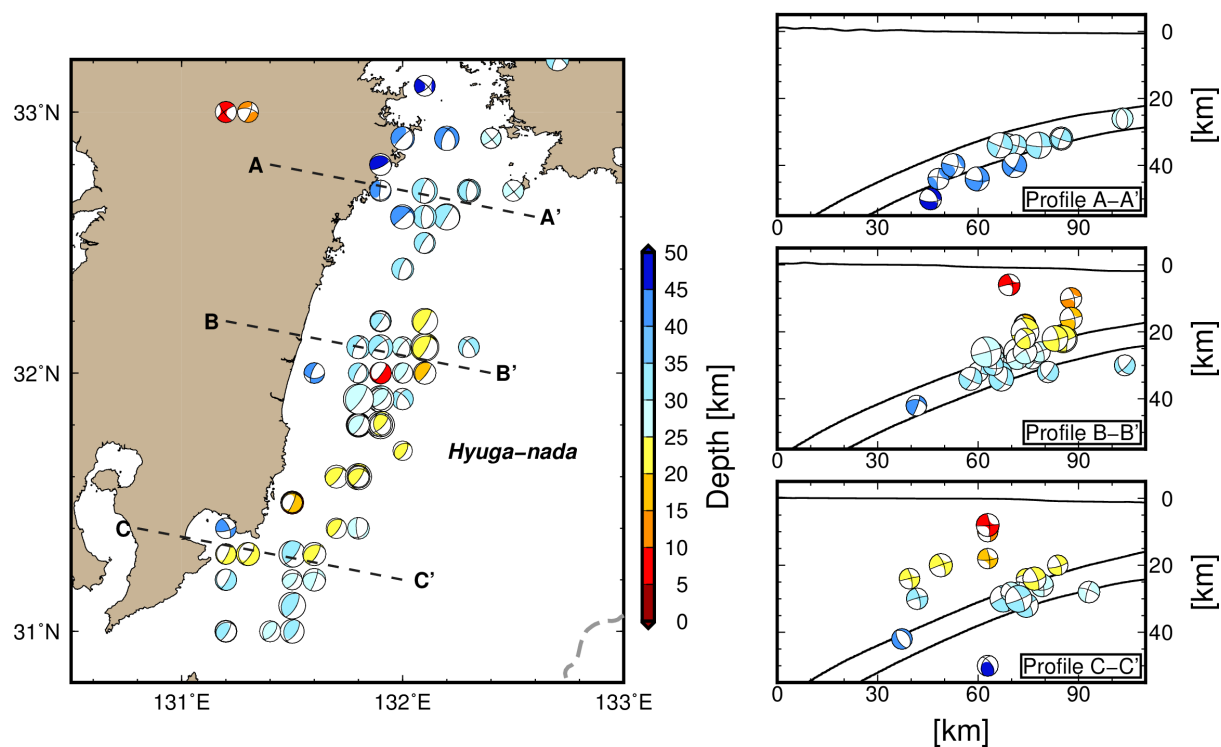 33°N
32°N
31°N
131°E
132°E
133°E
A
A'
B
B'
C
C'
Hyuga–nada
50
45
40
35
30
25
20
15
10
5
0
Depth [km]
0
20
40
[km]
Profile A–A'
0
30
60
90
0
20
40
[km]
Profile B–B'
0
30
60
90
0
20
40
[km]
Profile C–C'
0
30
60
90
[km]